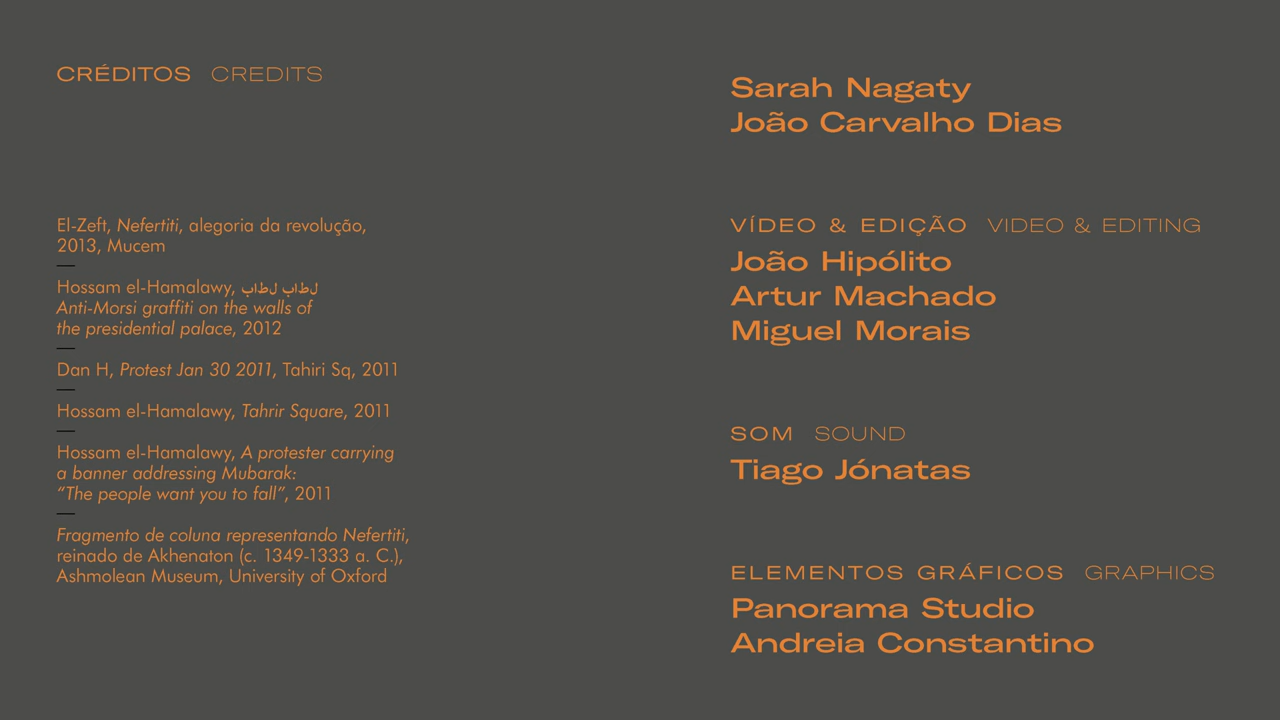 CRÉDITOS CREDITS
El-Zeft, Nefertiti, alegoria da revolução,
2013, Mucem
—
Hossam el-Hamalawy, لطاب لطاب
Anti-Morsi graffiti on the walls of
the presidential palace, 2012
—
Dan H, Protest Jan 30 2011, Tahiri Sq, 2011
—
Hossam el-Hamalawy, Tahrir Square, 2011
—
Hossam el-Hamalawy, A protester carrying
a banner addressing Mubarak:
“The people want you to fall”, 2011
—
Fragmento de coluna representando Nefertiti,
reinado de Akhenaton (c. 1349-1333 a. C.),
Ashmolean Museum, University of Oxford
Sarah Nagaty
João Carvalho Dias
VÍDEO & EDIÇÃO VIDEO & EDITING
João Hipólito
Artur Machado
Miguel Morais
SOM SOUND
Tiago Jónatas
ELEMENTOS GRÁFICOS GRAPHICS
Panorama Studio
Andreia Constantino